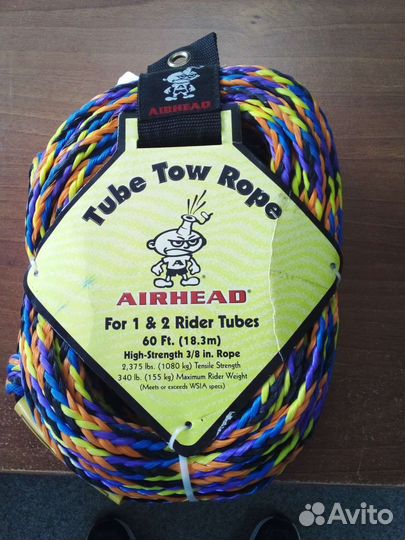 AIRHEAD
Tube Tow Rope
A
AIRHEAD®
For 1 & 2 Rider Tubes
60 Ft. (18.3m)
High-Strength 3/8 in. Rope
2,375 lbs. (1080 kg) Tensile Strength
340 lb. (155 kg) Maximum Rider Weight
(Meets or exceeds WSIA specs)
Avito